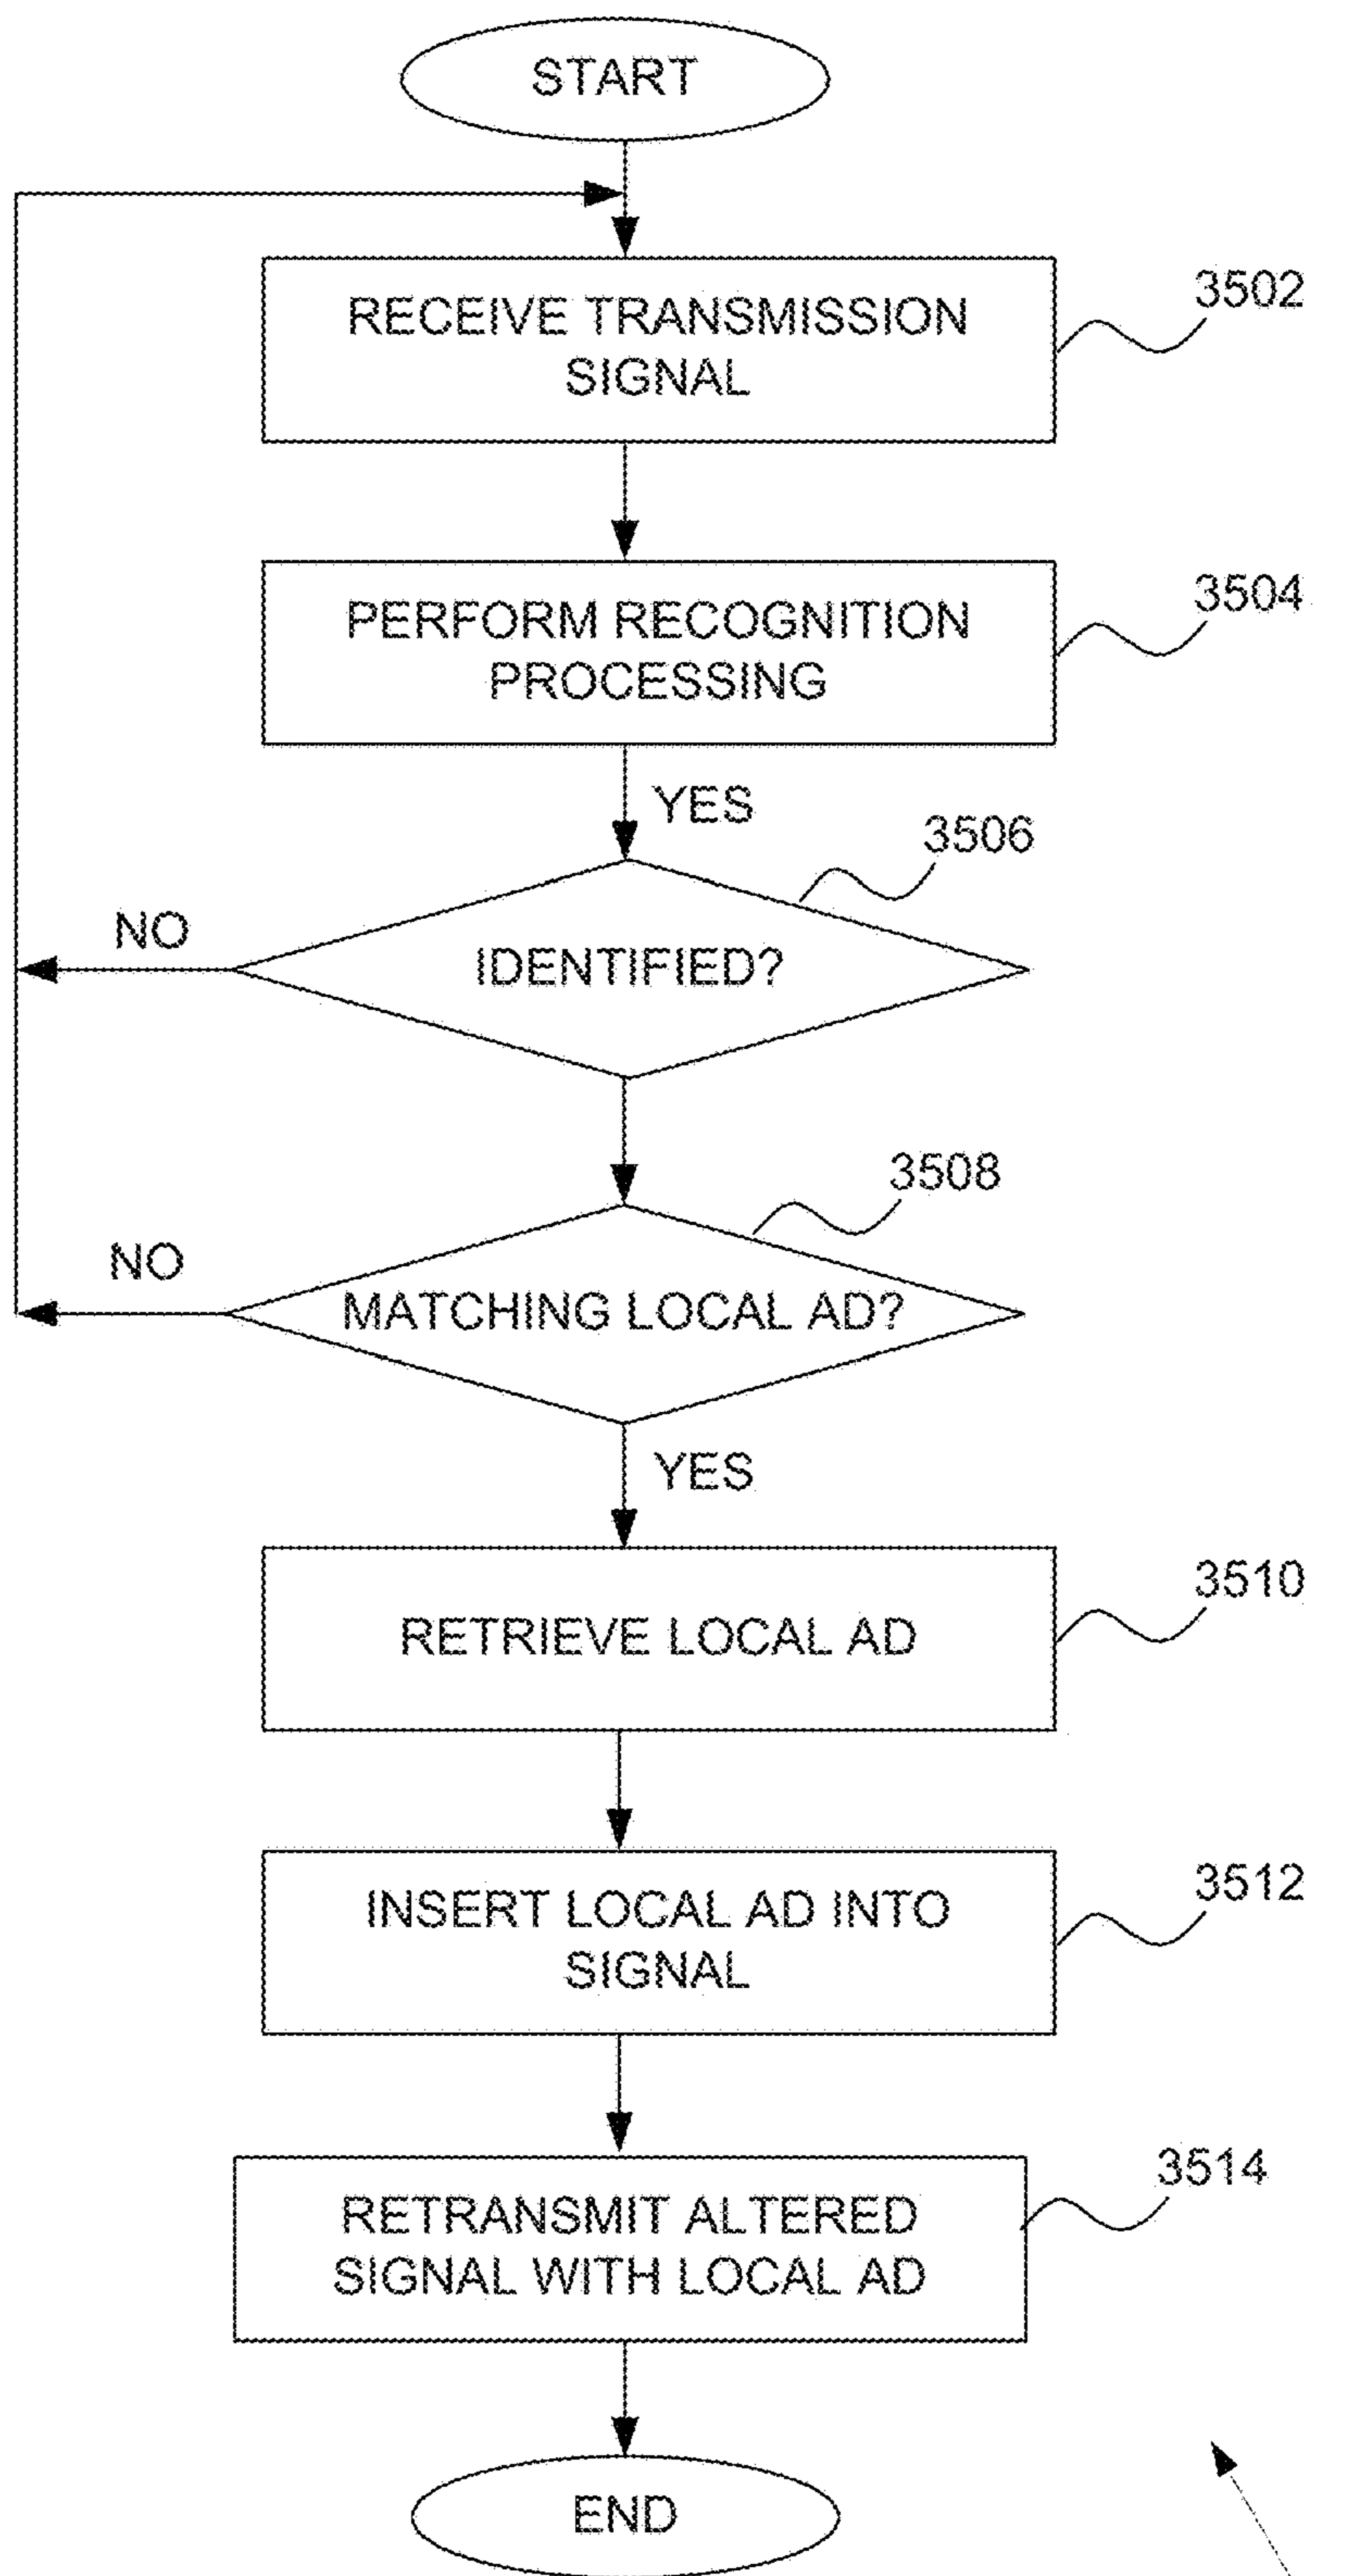 START
RECEIVE TRANSMISSION
SIGNAL
3502
PERFORM RECOGNITION
PROCESSING
3504
YES
3506
NO
IDENTIFIED?
3508
NO
MATCHING LOCAL AD?
YES
RETRIEVE LOCAL AD
3510
INSERT LOCAL AD INTO
SIGNAL
3512
RETRANSMIT ALTERED
SIGNAL WITH LOCAL AD
3514
END